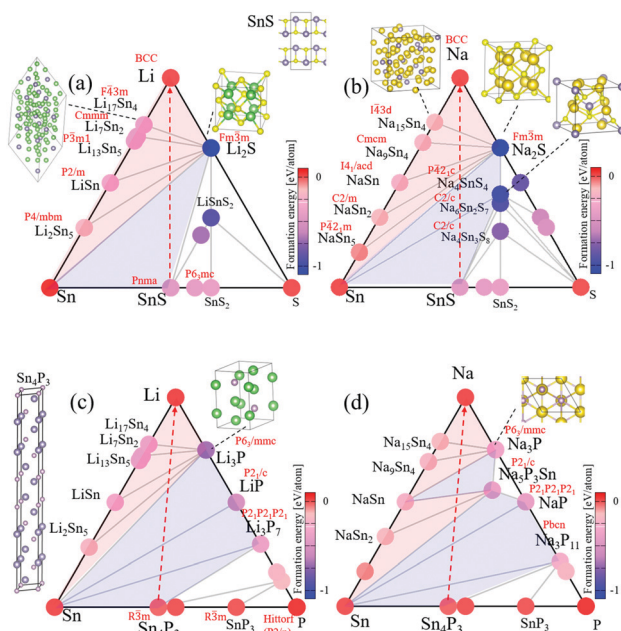 SnS
(a)
BCC
Li
F4̅3m
Li17Sn4
Cmmm
Li7Sn2
P3̅m1
Li13Sn5
Fm3̅m
Li2S
P2/m
LiSn
LiSnS2
P4/mbm
Li2Sn5
Pnma
P63mc
Sn
SnS
SnS2
S
Formation energy [eV/atom]
0
-1
(b)
BCC
Na
I4̅3d
Na15Sn4
Cmcm
Na9Sn4
Fm3̅m
Na2S
I41/acd
NaSn
P4̅21c
Na4SnS4
C2/m
NaSn2
C2/c
Na6Sn2S7
P4̅21m
NaSn5
C2/c
Na4Sn3S8
Sn
SnS
SnS2
S
Formation energy [eV/atom]
0
-1
Sn4P3
(c)
Li
Li17Sn4
Li7Sn2
Li13Sn5
P63/mmc
Li3P
P21/c
LiP
LiSn
P212121
Li3P7
Li2Sn5
R3̅m
R3̅m
Hittorf
Sn
SnP3
P
Formation energy [eV/atom]
0
-1
(d)
Na
Na15Sn4
P63/mmc
Na3P
Na9Sn4
P21/c
Na5P3Sn
P212121
NaP
NaSn
Pbcn
Na3P11
NaSn2
Sn
Sn4P3
SnP3
P
Formation energy [eV/atom]
0
-1